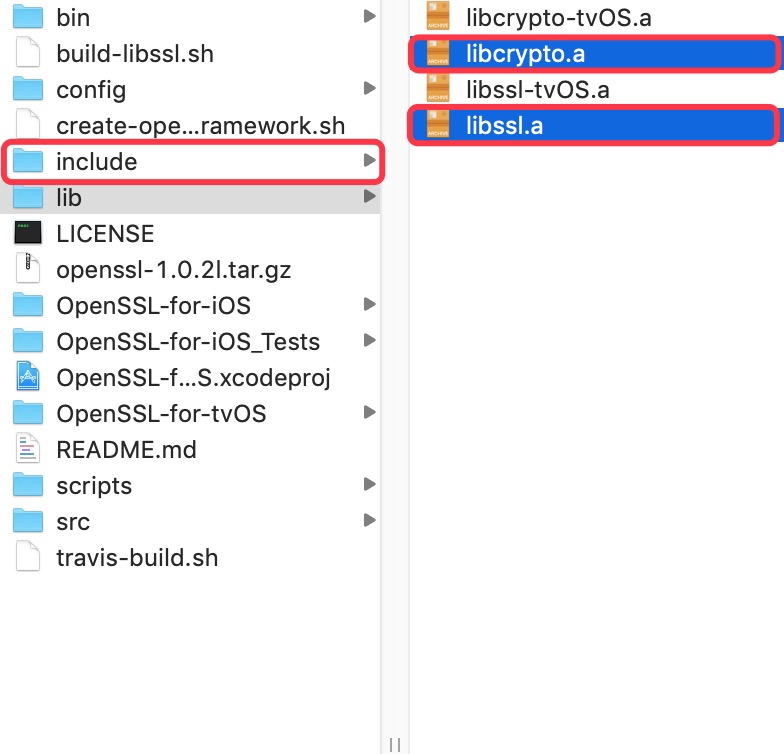 bin
build-libssl.sh
config
create-ope...ramework.sh
include
lib
LICENSE
openssl-1.0.2l.tar.gz
OpenSSL-for-iOS
OpenSSL-for-iOS_Tests
OpenSSL-f...S.xcodeproj
OpenSSL-for-tvOS
README.md
scripts
src
travis-build.sh
libcrypto-tvOS.a
libcrypto.a
libssl-tvOS.a
libssl.a